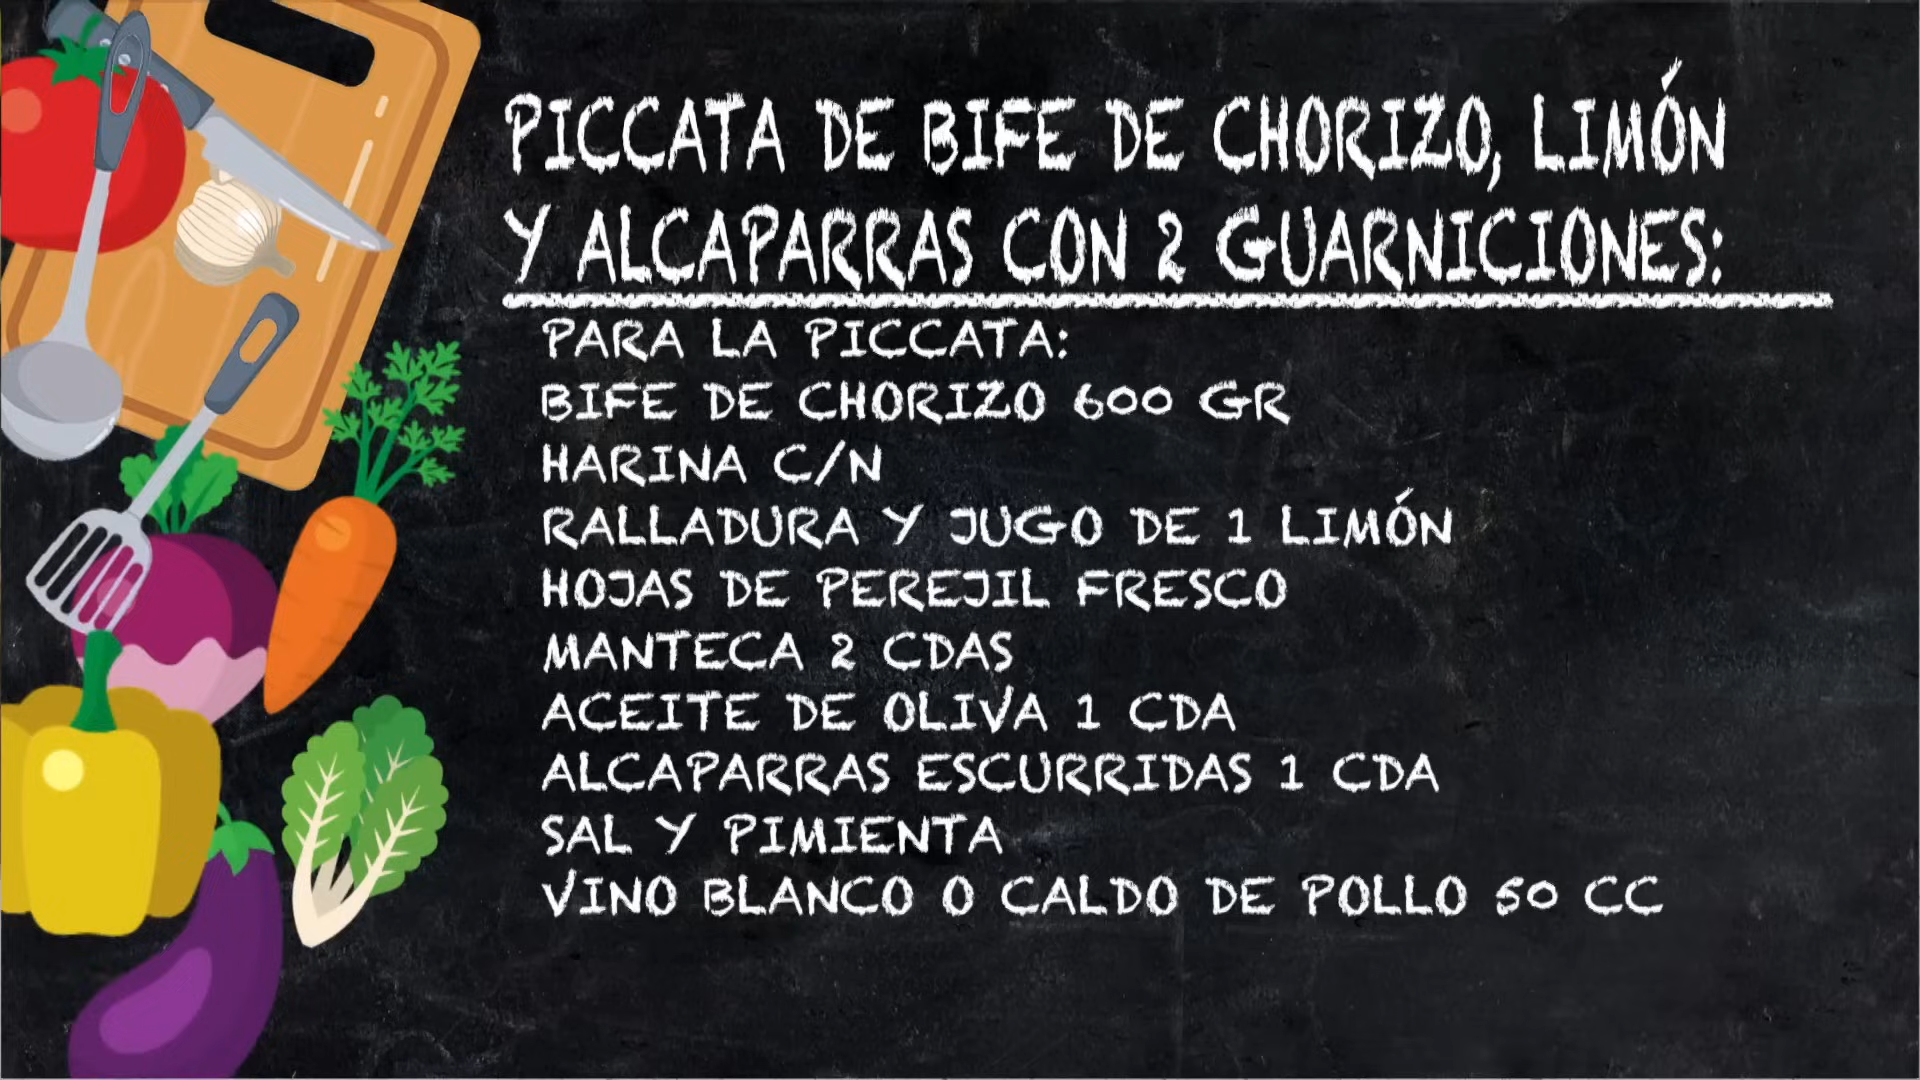 PICCATA DE BIFE DE CHORIZO, LIMÓN
Y ALCAPARRAS CON 2 GUARNICIONES:
PARA LA PICCATA:
BIFE DE CHORIZO 600 GR
HARINA C/N
RALLADURA Y JUGO DE 1 LIMÓN
HOJAS DE PEREJIL FRESCO
MANTECA 2 CDAS
ACEITE DE OLIVA 1 CDA
ALCAPARRAS ESCURRIDAS 1 CDA
SAL Y PIMIENTA
VINO BLANCO O CALDO DE POLLO 50 CC